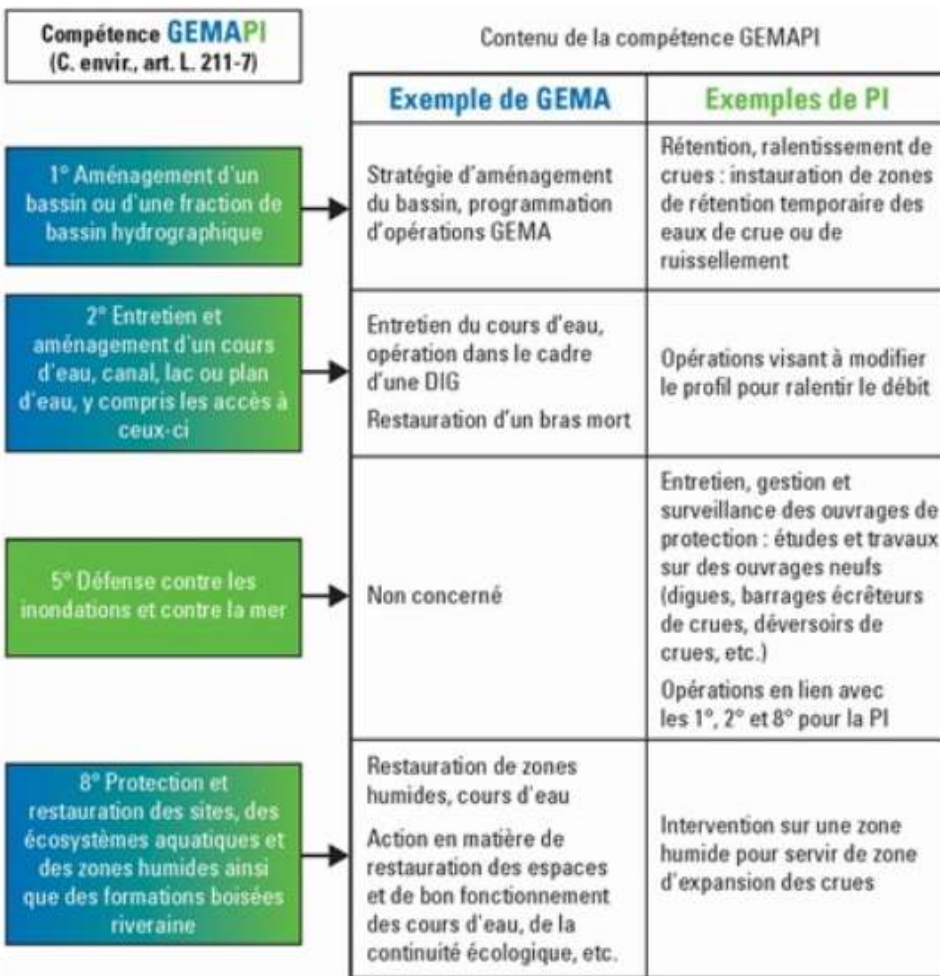 Compétence GEMAPI
(C. envir., art. L. 211-7)
Contenu de la compétence GEMAPI
Exemple de GEMA
Exemples de PI
1° Aménagement d'un
bassin ou d'une fraction de
bassin hydrographique
Stratégie d'aménagement
du bassin, programmation
d'opérations GEMA
Rétention, ralentissement de
crues : instauration de zones
de rétention temporaire des
eaux de crue ou de
ruissellement
2° Entretien et
aménagement d'un cours
d'eau, canal, lac ou plan
d'eau, y compris les accès à
ceux-ci
Entretien du cours d'eau,
opération dans le cadre
d'une DIG
Restauration d'un bras mort
Opérations visant à modifier
le profil pour ralentir le débit
5° Défense contre les
inondations et contre la mer
Non concerné
Entretien, gestion et
surveillance des ouvrages de
protection : études et travaux
sur des ouvrages neufs
(digues, barrages écrêteurs
de crues, déversoirs de
crues, etc.)
Opérations en lien avec
les 1°, 2° et 8° pour la PI
8° Protection et
restauration des sites, des
écosystèmes aquatiques et
des zones humides ainsi
que des formations boisées
riveraine
Restauration de zones
humides, cours d'eau
Action en matière de
restauration des espaces
et de bon fonctionnement
des cours d'eau, de la
continuité écologique, etc.
Intervention sur une zone
humide pour servir de zone
d'expansion des crues